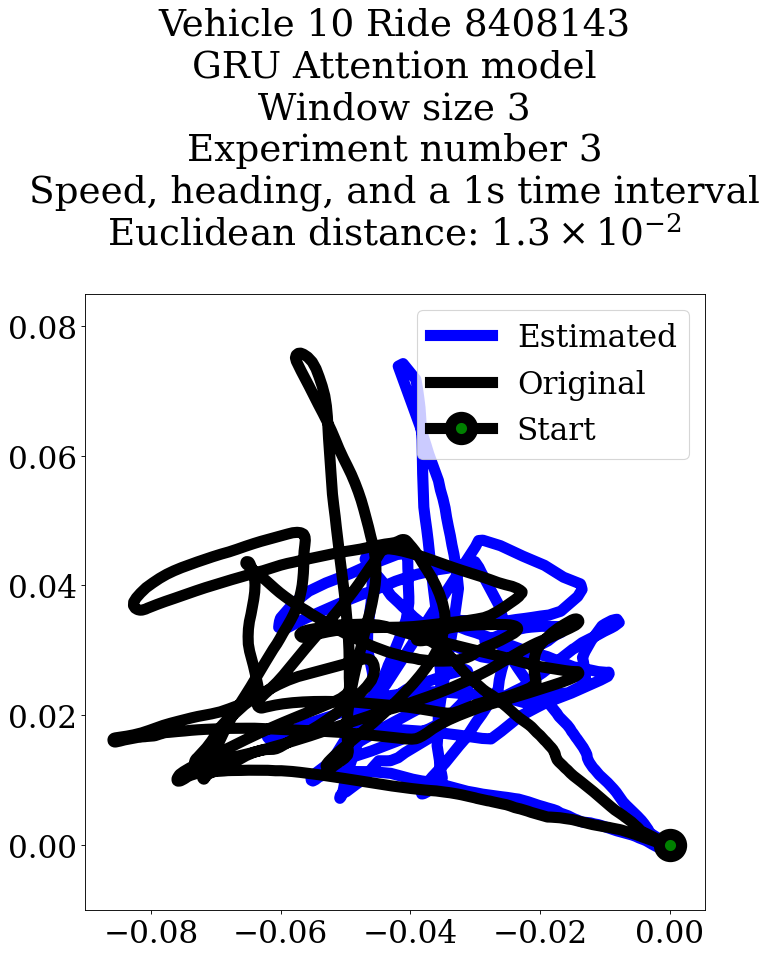 Vehicle 10 Ride 8408143
GRU Attention model
Window size 3
Experiment number 3
Speed, heading, and a 1s time interval
Euclidean distance: 1.3 × 10⁻²
0.08
0.06
0.04
0.02
0.00
Estimated
Original
Start
−0.08 −0.06 −0.04 −0.02 0.00